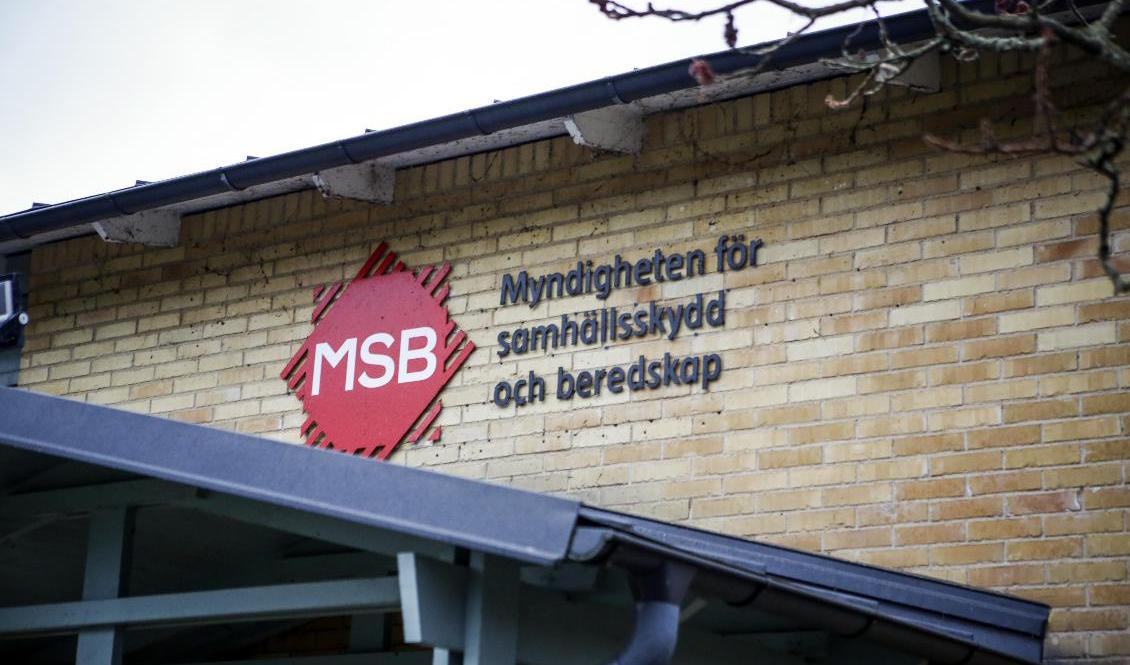 MSB
Myndigheten för
samhällsskydd
och beredskap